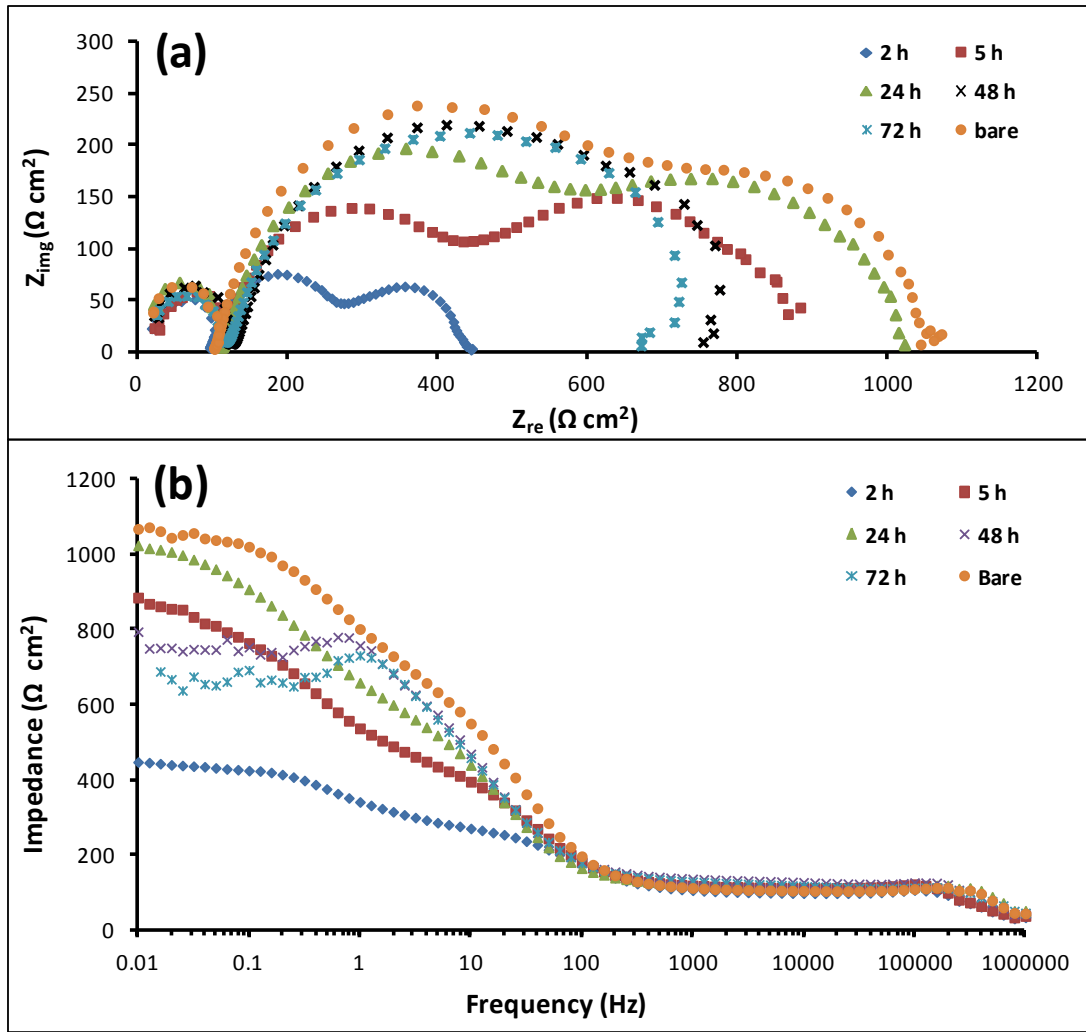 (a)
300
250
200
150
100
50
0
0 200 400 600 800 1000 1200
Z_img (Ω cm²)
Z_re (Ω cm²)
2 h 5 h
24 h 48 h
72 h bare
(b)
1200
1000
800
600
400
200
0
0.01 0.1 1 10 100 1000 10000 100000 1000000
Impedance (Ω cm²)
Frequency (Hz)
2 h 5 h
24 h 48 h
72 h Bare